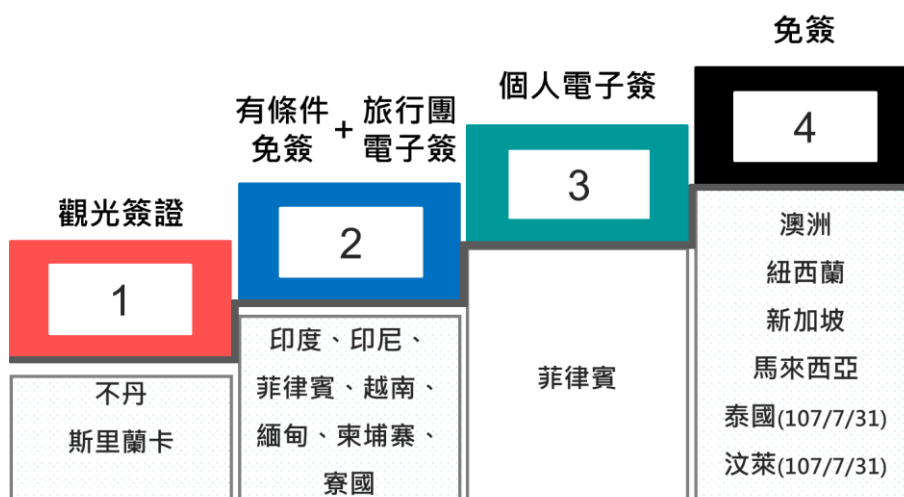 觀光簽證
1
不丹
斯里蘭卡
有條件
免簽
+
旅行團
電子簽
2
印度、印尼、
菲律賓、越南、
緬甸、柬埔寨、
寮國
個人電子簽
3
菲律賓
免簽
4
澳洲
紐西蘭
新加坡
馬來西亞
泰國(107/7/31)
汶萊(107/7/31)